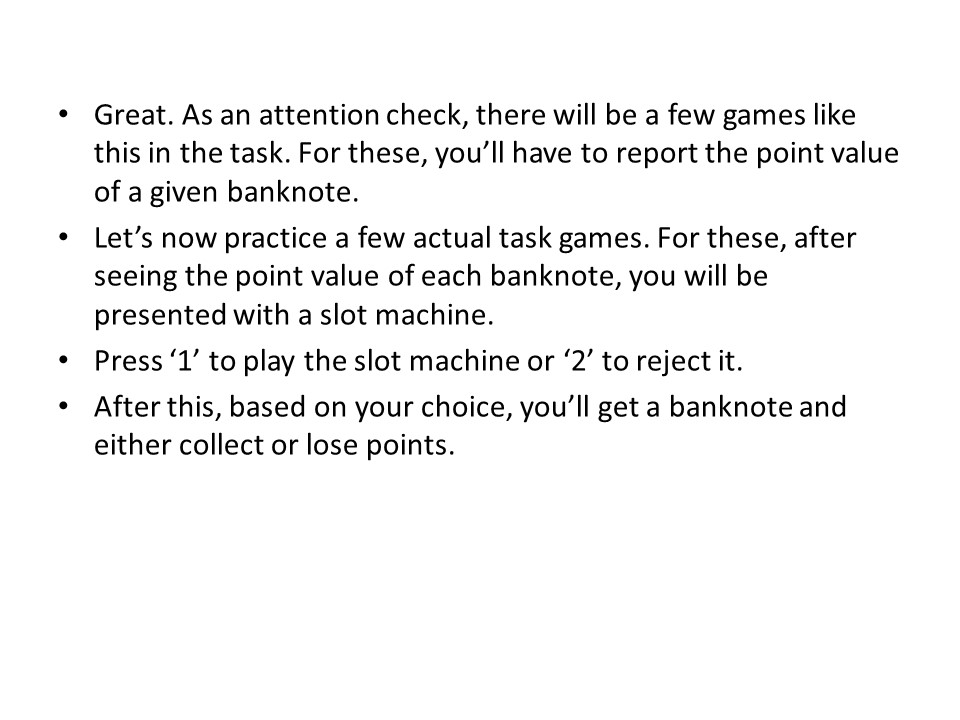 • Great. As an attention check, there will be a few games like
this in the task. For these, you’ll have to report the point value
of a given banknote.
• Let’s now practice a few actual task games. For these, after
seeing the point value of each banknote, you will be
presented with a slot machine.
• Press ‘1’ to play the slot machine or ‘2’ to reject it.
• After this, based on your choice, you’ll get a banknote and
either collect or lose points.